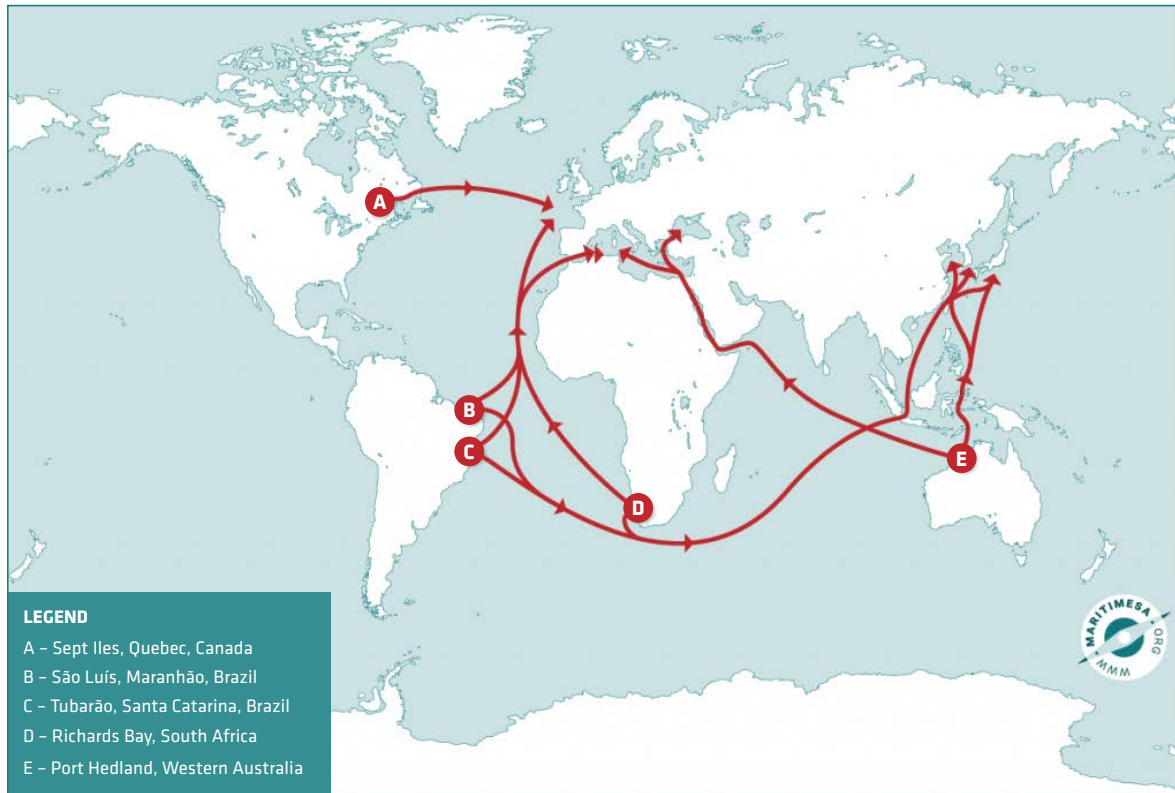 A
B
C
D
E
LEGEND
A – Sept Iles, Quebec, Canada
B – São Luís, Maranhão, Brazil
C – Tubarão, Santa Catarina, Brazil
D – Richards Bay, South Africa
E – Port Hedland, Western Australia
WWW.MARITIMESA.ORG